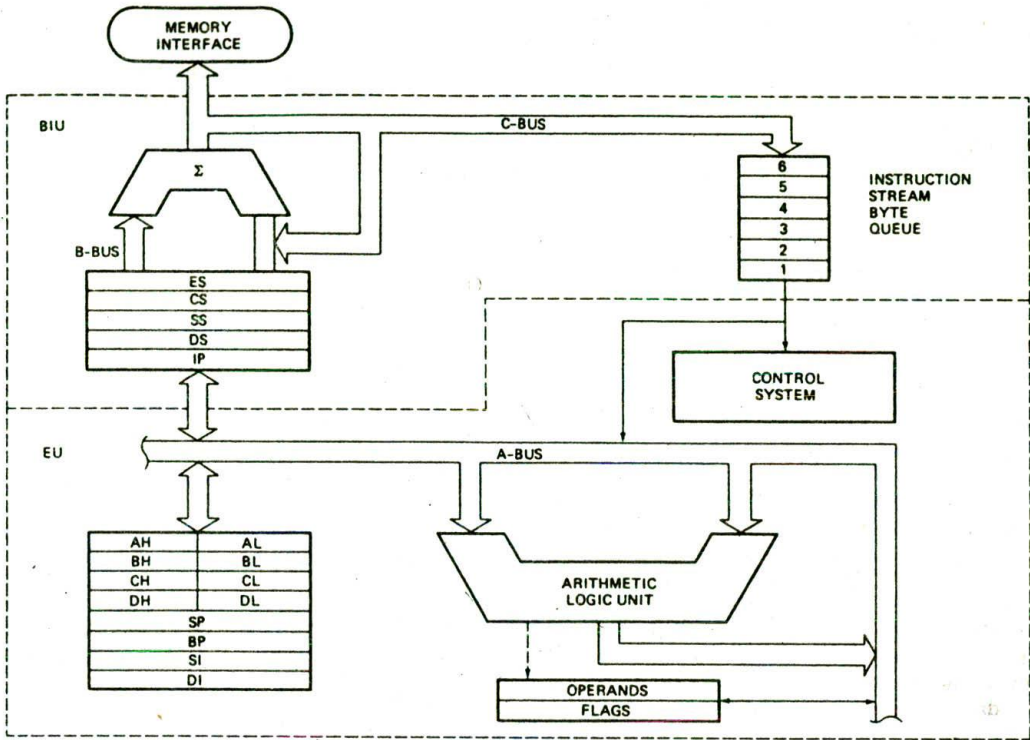 MEMORY
INTERFACE
BIU
C-BUS
Σ
6
5
4
3
2
1
INSTRUCTION
STREAM
BYTE
QUEUE
B-BUS
ES
CS
SS
DS
IP
CONTROL
SYSTEM
EU
A-BUS
AH AL
BH BL
CH CL
DH DL
SP
BP
SI
DI
ARITHMETIC
LOGIC UNIT
OPERANDS
FLAGS